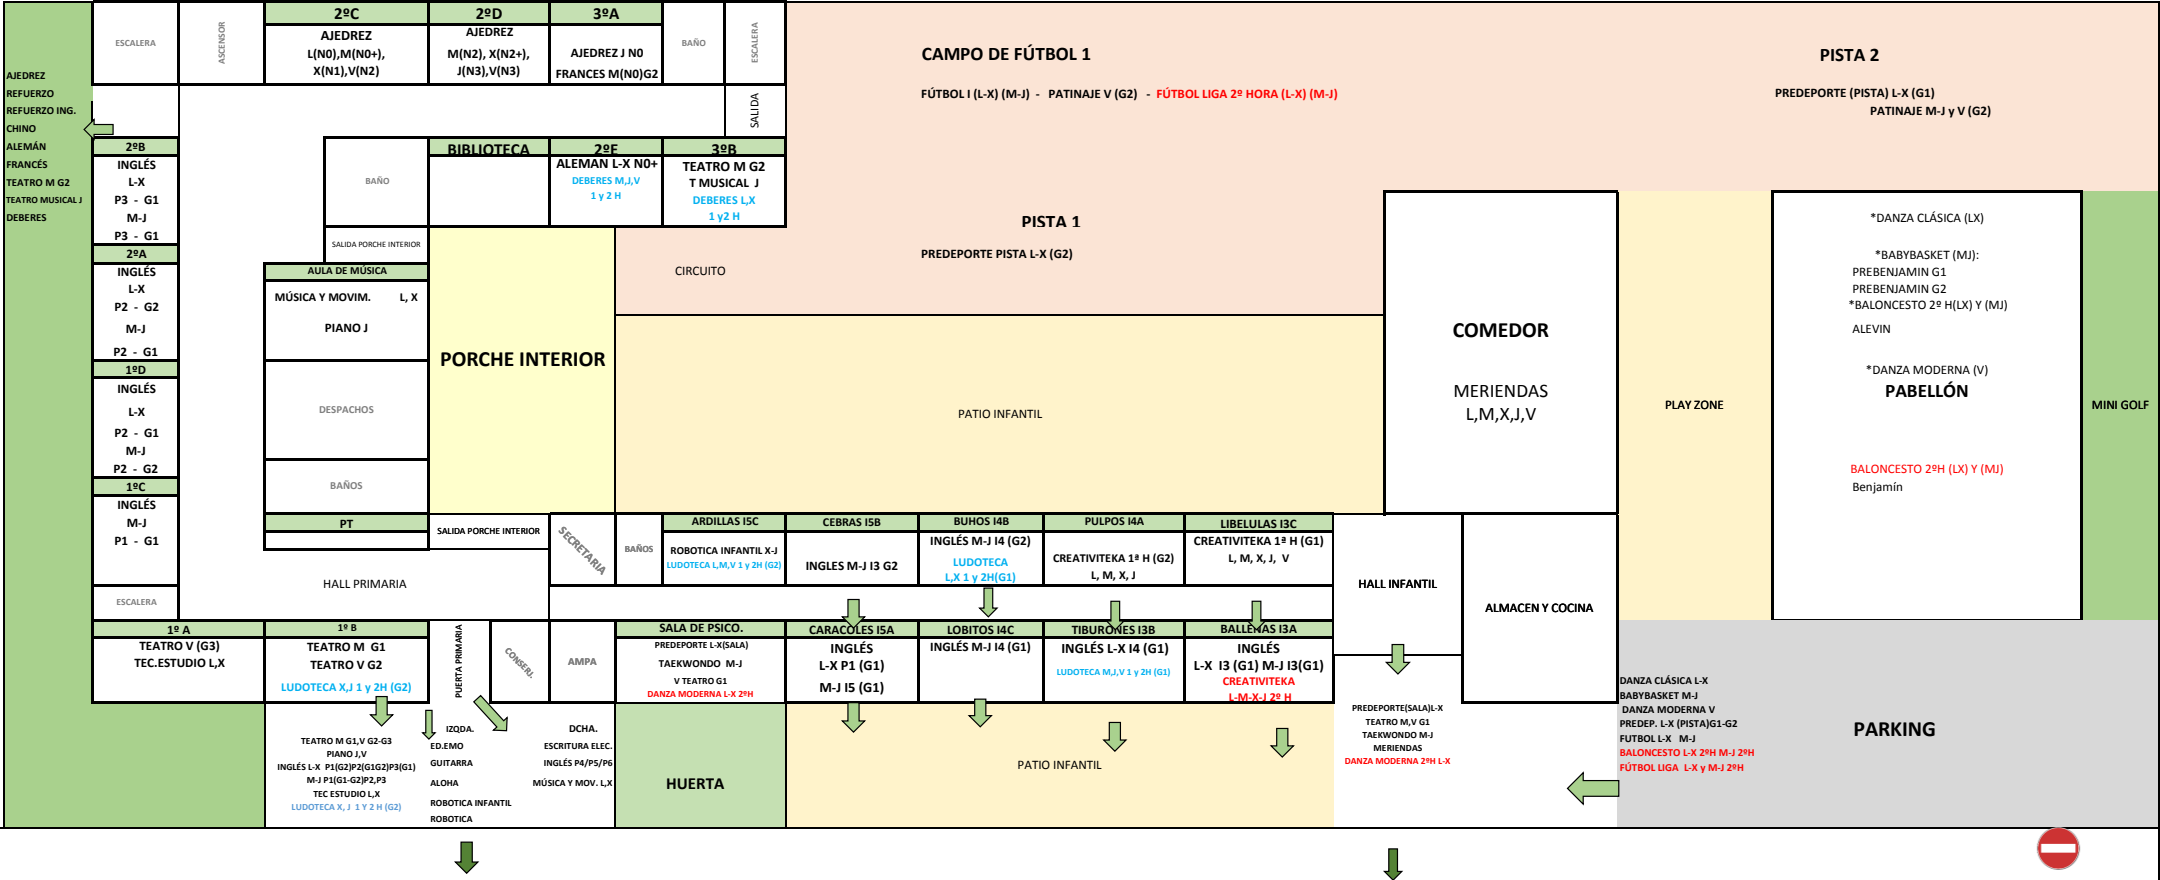 AJEDREZ
REFUERZO
REFUERZO ING.
CHINO
ALEMÁN
FRANCÉS
TEATRO M G2
TEATRO MUSICAL J
DEBERES
ESCALERA
ASCENSOR
2ºC
AJEDREZ
L(N0),M(N0+),
X(N1),V(N2)
2ºD
AJEDREZ
M(N2), X(N2+),
J(N3),V(N3)
3ºA
AJEDREZ J N0
FRANCES M(N0)G2
BAÑO
ESCALERA
SALIDA
CAMPO DE FÚTBOL 1
FÚTBOL I (L-X) (M-J) - PATINAJE V (G2) - FÚTBOL LIGA 2º HORA (L-X) (M-J)
PISTA 2
PREDEPORTE (PISTA) L-X (G1)
PATINAJE M-J y V (G2)
2ºB
INGLÉS
L-X
P3 - G1
M-J
P3 - G1
2ºA
INGLÉS
L-X
P2 - G2
M-J
P2 - G1
1ºD
INGLÉS
L-X
P2 - G1
M-J
P2 - G2
1ºC
INGLÉS
M-J
P1 - G1
ESCALERA
BAÑO
SALIDA PORCHE INTERIOR
BIBLIOTECA
2ºE
ALEMAN L-X N0+
DEBERES M,J,V
1 y 2 H
3ºB
TEATRO M G2
T MUSICAL J
DEBERES L,X
1 y2 H
AULA DE MÚSICA
MÚSICA Y MOVIM. L, X
PIANO J
DESPACHOS
BAÑOS
PT
PORCHE INTERIOR
SALIDA PORCHE INTERIOR
HALL PRIMARIA
PISTA 1
PREDEPORTE PISTA L-X (G2)
CIRCUITO
PATIO INFANTIL
COMEDOR
MERIENDAS
L,M,X,J,V
PLAY ZONE
*DANZA CLÁSICA (LX)
*BABYBASKET (MJ):
PREBENJAMIN G1
PREBENJAMIN G2
*BALONCESTO 2º H(LX) Y (MJ)
ALEVIN
*DANZA MODERNA (V)
PABELLÓN
BALONCESTO 2ºH (LX) Y (MJ)
Benjamín
MINI GOLF
SECRETARIA
BAÑOS
ARDILLAS I5C
ROBOTICA INFANTIL X-J
LUDOTECA L,M,V 1 y 2H (G2)
CEBRAS I5B
INGLES M-J I3 G2
BUHOS I4B
INGLÉS M-J I4 (G2)
LUDOTECA
L,X 1 y 2H(G1)
PULPOS I4A
CREATIVITEKA 1ª H (G2)
L, M, X, J
LIBELULAS I3C
CREATIVITEKA 1ª H (G1)
L, M, X, J, V
HALL INFANTIL
ALMACEN Y COCINA
1º A
TEATRO V (G3)
TEC.ESTUDIO L,X
1º B
TEATRO M G1
TEATRO V G2
LUDOTECA X,J 1 y 2H (G2)
PUERTA PRIMARIA
CONSERJ.
AMPA
SALA DE PSICO.
PREDEPORTE L-X(SALA)
TAEKWONDO M-J
V TEATRO G1
DANZA MODERNA L-X 2ºH
CARACOLES I5A
INGLÉS
L-X P1 (G1)
M-J I5 (G1)
LOBITOS I4C
INGLÉS M-J I4 (G1)
TIBURONES I3B
INGLÉS L-X I4 (G1)
LUDOTECA M,J,V 1 y 2H (G1)
BALLENAS I3A
INGLÉS
L-X I3 (G1) M-J I3(G1)
CREATIVITEKA
L-M-X-J 2º H
TEATRO M G1,V G2-G3
PIANO J,V
INGLÉS L-X P1(G2)P2(G1G2)P3(G1)
M-J P1(G1-G2)P2,P3
TEC ESTUDIO L,X
LUDOTECA X, J 1 Y 2 H (G2)
IZQDA.
ED.EMO
GUITARRA
ALOHA
ROBOTICA INFANTIL
ROBOTICA
DCHA.
ESCRITURA ELEC.
INGLÉS P4/P5/P6
MÚSICA Y MOV. L,X
HUERTA
PATIO INFANTIL
PREDEPORTE(SALA)L-X
TEATRO M,V G1
TAEKWONDO M-J
MERIENDAS
DANZA MODERNA 2ºH L-X
DANZA CLÁSICA L-X
BABYBASKET M-J
DANZA MODERNA V
PREDEP. L-X (PISTA)G1-G2
FUTBOL L-X M-J
BALONCESTO L-X 2ºH M-J 2ºH
FÚTBOL LIGA L-X y M-J 2ºH
PARKING